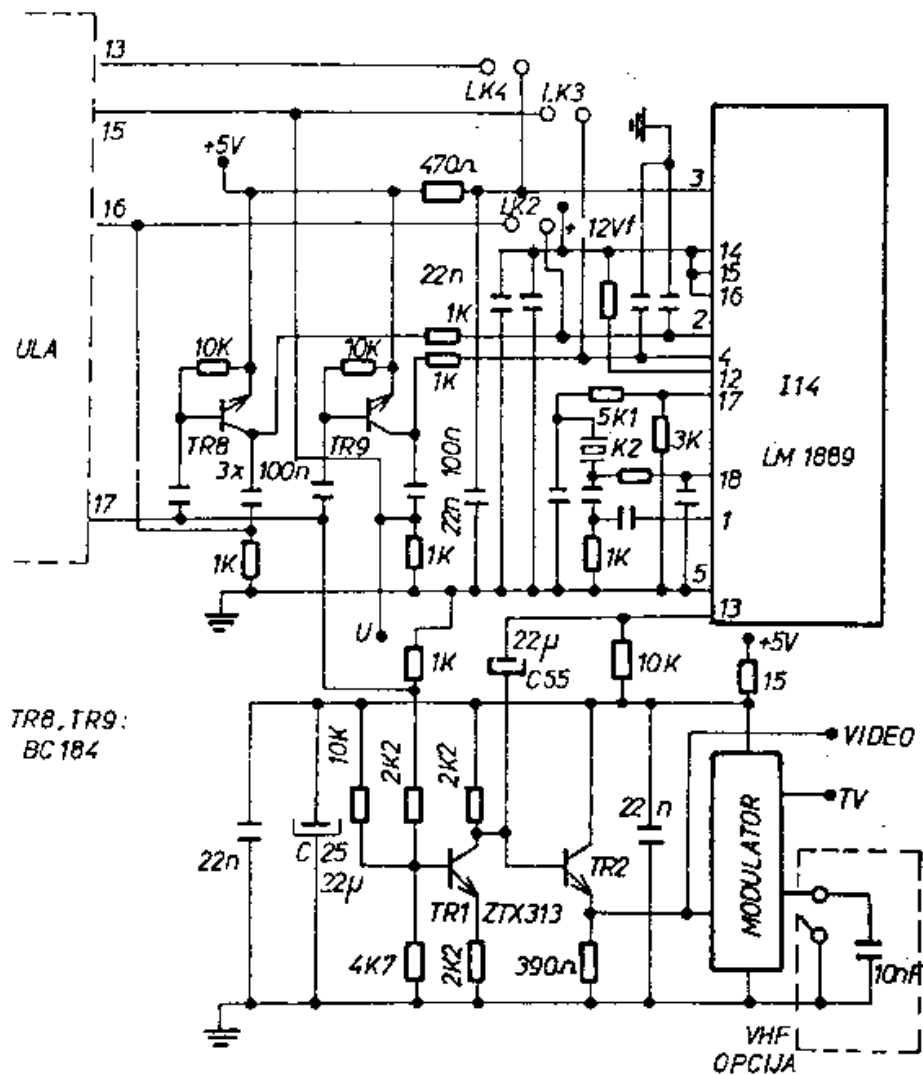 13
LK4
LK3
15
+5V
470Ω
3
16
LK2
+ 12Vf
14
15
16
22n
2
1K
ULA
10K
10K
4
1K
12
17
I14
5K1
K2
3K
TR8
TR9
LM 1889
3x 100n
100n
18
17
22n
1
1K
1K
1K
5
13
U
22µ
C55
1K
10K
+5V
15
TR8, TR9:
BC 184
VIDEO
10K
2K2
2K2
TV
22n
22n
C 25
22µ
TR2
MODULATOR
TR1 ZTX313
4K7
2K2
390Ω
10nF
VHF
OPCIJA